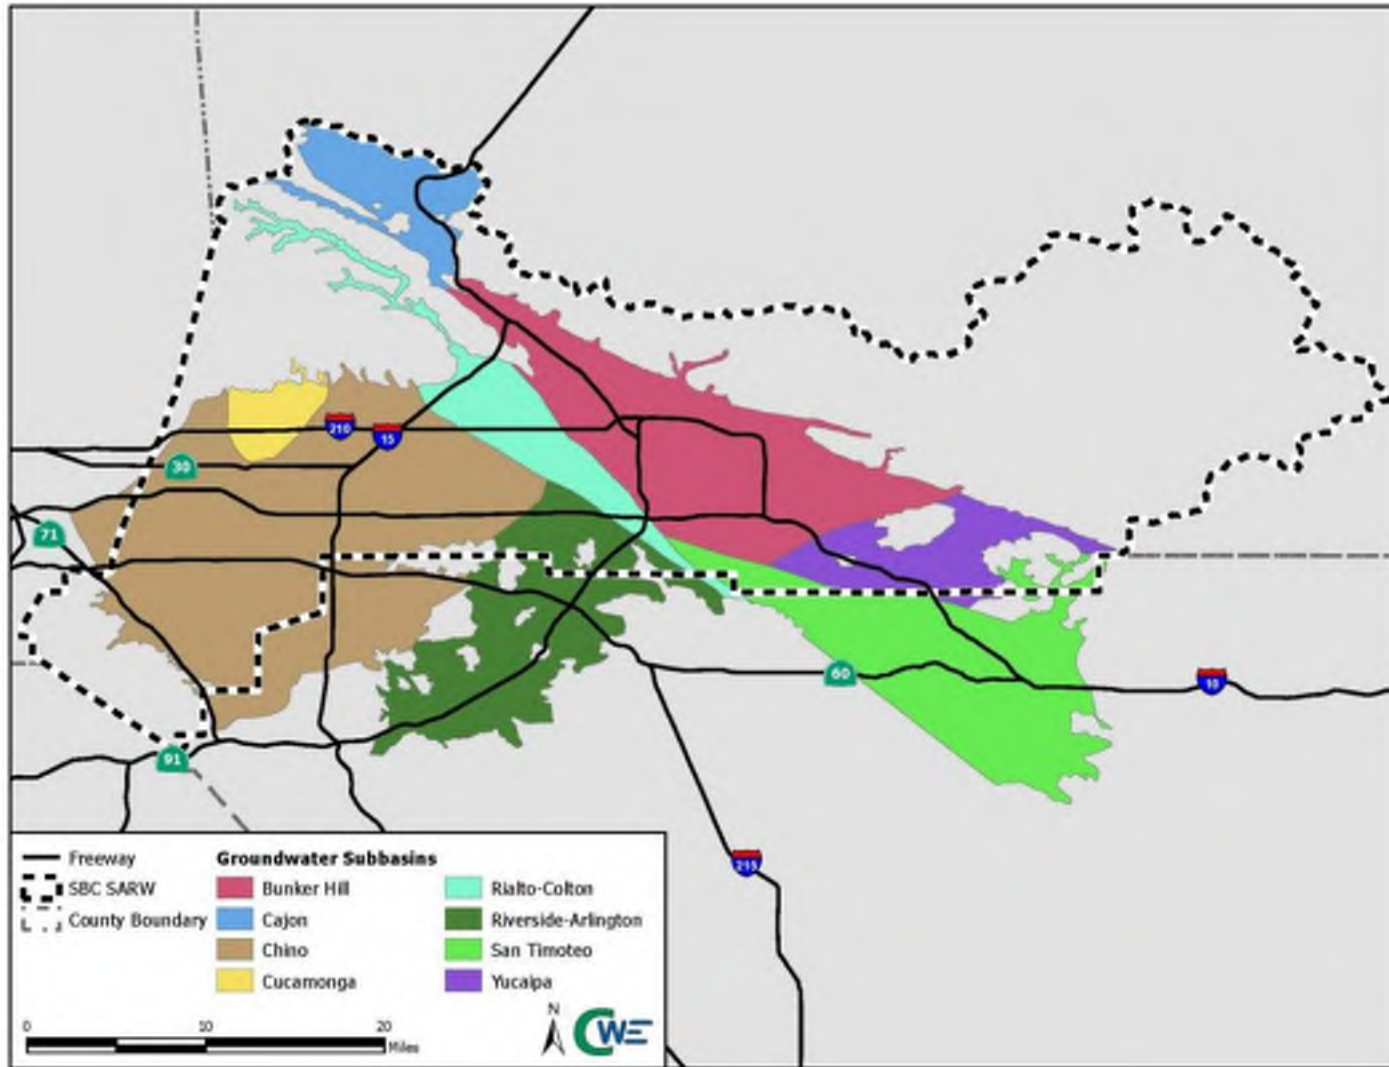 210
15
30
71
60
10
91
215
Freeway
SBC SARW
County Boundary
Groundwater Subbasins
Bunker Hill
Cajon
Chino
Cucamonga
Rialto-Colton
Riverside-Arlington
San Timoteo
Yucaipa
0 10 20
Miles
N
CWE